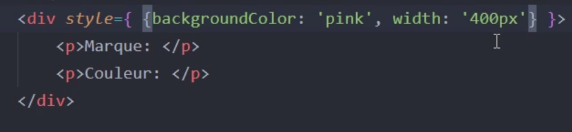 <div style={ {backgroundColor: 'pink', width: '400px'} }>
<p>Marque: </p>
<p>Couleur: </p>
</div>